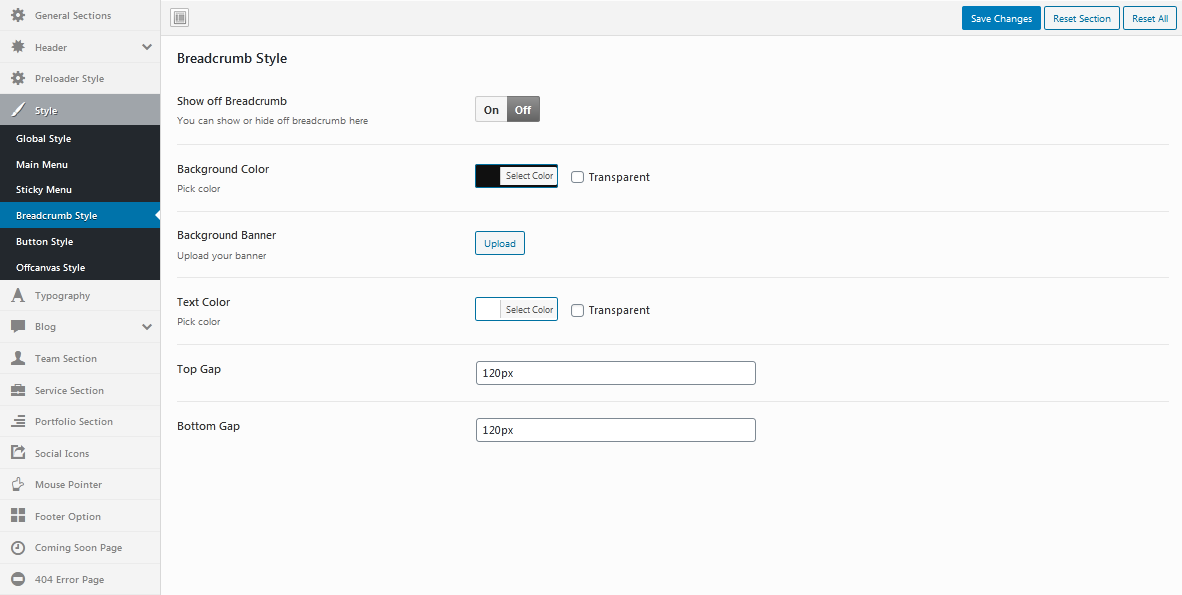 General Sections
Header
Preloader Style
Style
Global Style
Main Menu
Sticky Menu
Breadcrumb Style
Button Style
Offcanvas Style
Typography
Blog
Team Section
Service Section
Portfolio Section
Social Icons
Mouse Pointer
Footer Option
Coming Soon Page
404 Error Page
Save Changes Reset Section Reset All
Breadcrumb Style
Show off Breadcrumb
You can show or hide off breadcrumb here
On Off
Background Color
Pick color
Select Color Transparent
Background Banner
Upload your banner
Upload
Text Color
Pick color
Select Color Transparent
Top Gap
120px
Bottom Gap
120px